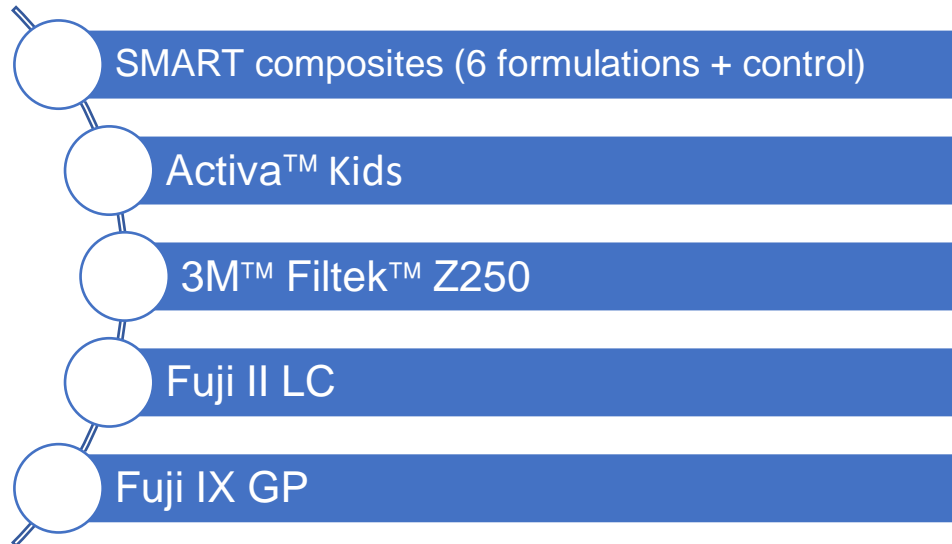 SMART composites (6 formulations + control)
Activa™ Kids
3M™ Filtek™ Z250
Fuji II LC
Fuji IX GP